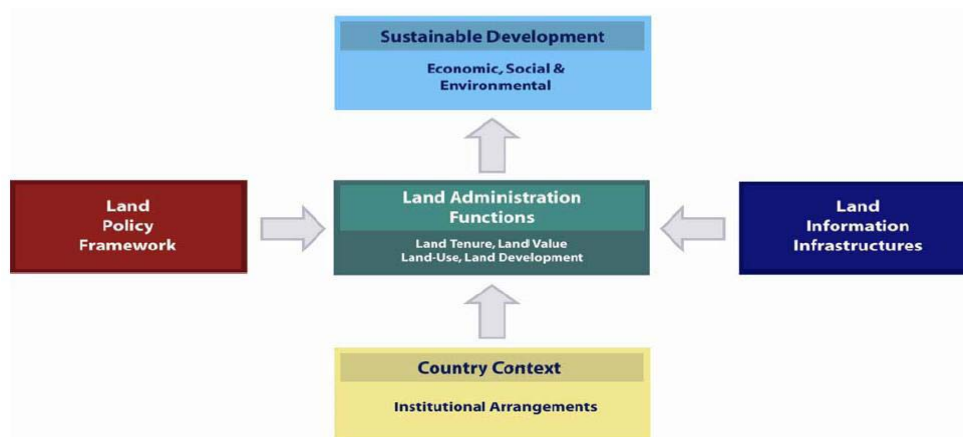 Sustainable Development
Economic, Social &
Environmental
Land
Policy
Framework
Land Administration
Functions
Land Tenure, Land Value
Land-Use, Land Development
Land
Information
Infrastructures
Country Context
Institutional Arrangements